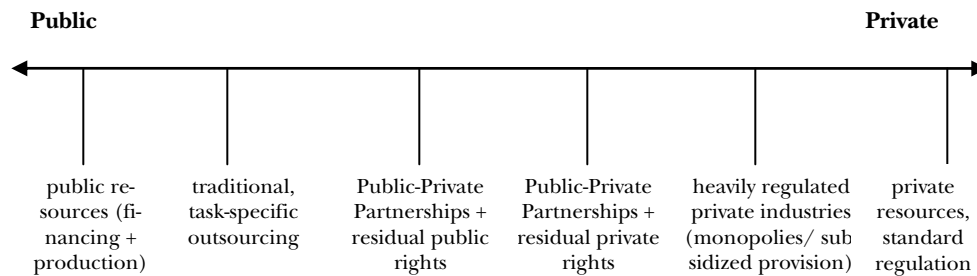 Public
Private
public re-
sources (fi-
nancing +
production)
traditional,
task-specific
outsourcing
Public-Private
Partnerships +
residual public
rights
Public-Private
Partnerships +
residual private
rights
heavily regulated
private industries
(monopolies/ sub
sidized provision)
private
resources,
standard
regulation